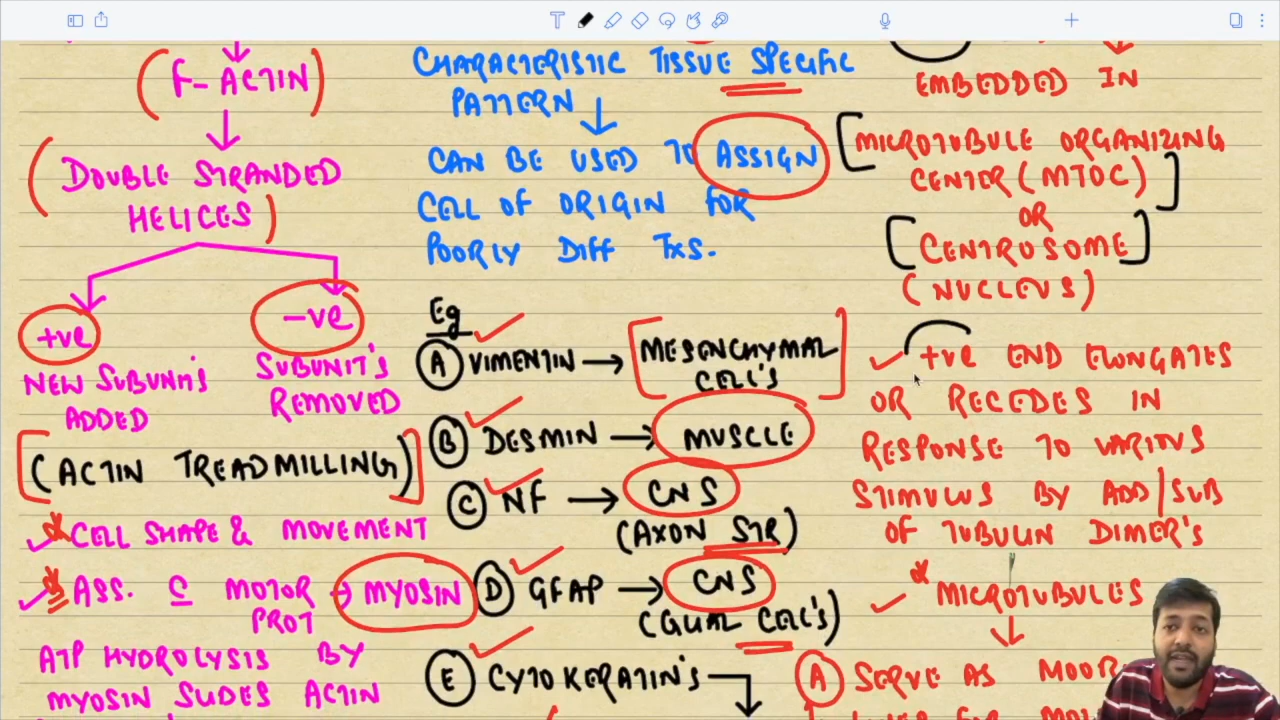 (F-ACTIN)
(DOUBLE STRANDED
HELICES)
+ve
NEW SUBUNITS
ADDED
-ve
SUBUNIT'S
REMOVED
[(ACTIN TREADMILLING)]
* CELL SHAPE & MOVEMENT
* ASS. C MOTOR → MYOSIN
PROT
ATP HYDROLYSIS BY
MYOSIN SLIDES ACTIN
CHARACTERISTIC TISSUE SPECIFIC
PATTERN
CAN BE USED TO ASSIGN
CELL OF ORIGIN FOR
POORLY DIFF TXS.
Eg
A VIMENTIN → [MESENCHYMAL
CELL'S]
B DESMIN → MUSCLE
C NF → CNS
(AXON STR)
D GFAP → CNS
(GLIAL CELL'S)
E CYTOKERATIN'S
EMBEDDED IN
[MICROTUBULE ORGANIZING
CENTER (MTOC)]
OR
[CENTROSOME]
(NUCLEUS)
+ve END ELONGATES
OR RECEDES IN
RESPONSE TO VARIOUS
STIMULUS BY ADD/SUB
OF TUBULIN DIMER'S
* MICROTUBULES
A SERVE AS MOOR